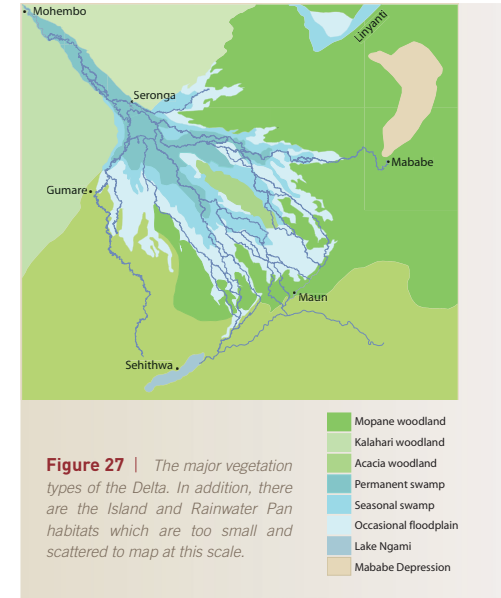 Mohembo
Linyanti
Seronga
Mababe
Gumare
Maun
Sehithwa
Mopane woodland
Kalahari woodland
Acacia woodland
Permanent swamp
Seasonal swamp
Occasional floodplain
Lake Ngami
Mababe Depression
Figure 27 | The major vegetation
types of the Delta. In addition, there
are the Island and Rainwater Pan
habitats which are too small and
scattered to map at this scale.